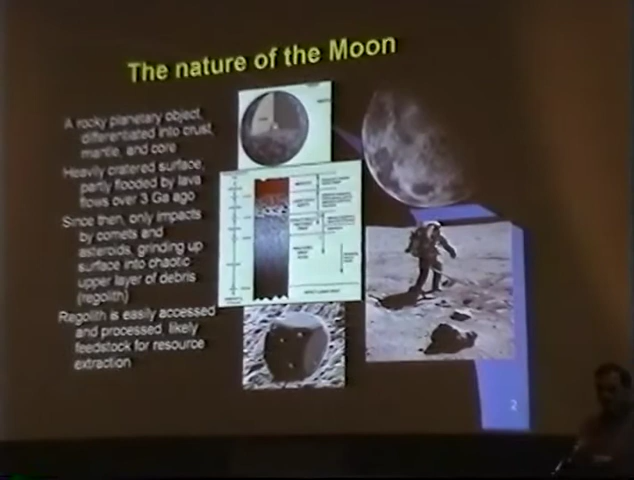 The nature of the Moon
A rocky planetary object,
differentiated into crust,
mantle, and core
Heavily cratered surface;
partly flooded by lava
flows over 3 Ga ago
Since then, only impacts
by comets and
asteroids, grinding up
surface into chaotic
upper layer of debris
(regolith)
Regolith is easily accessed
and processed; likely
feedstock for resource
extraction
2